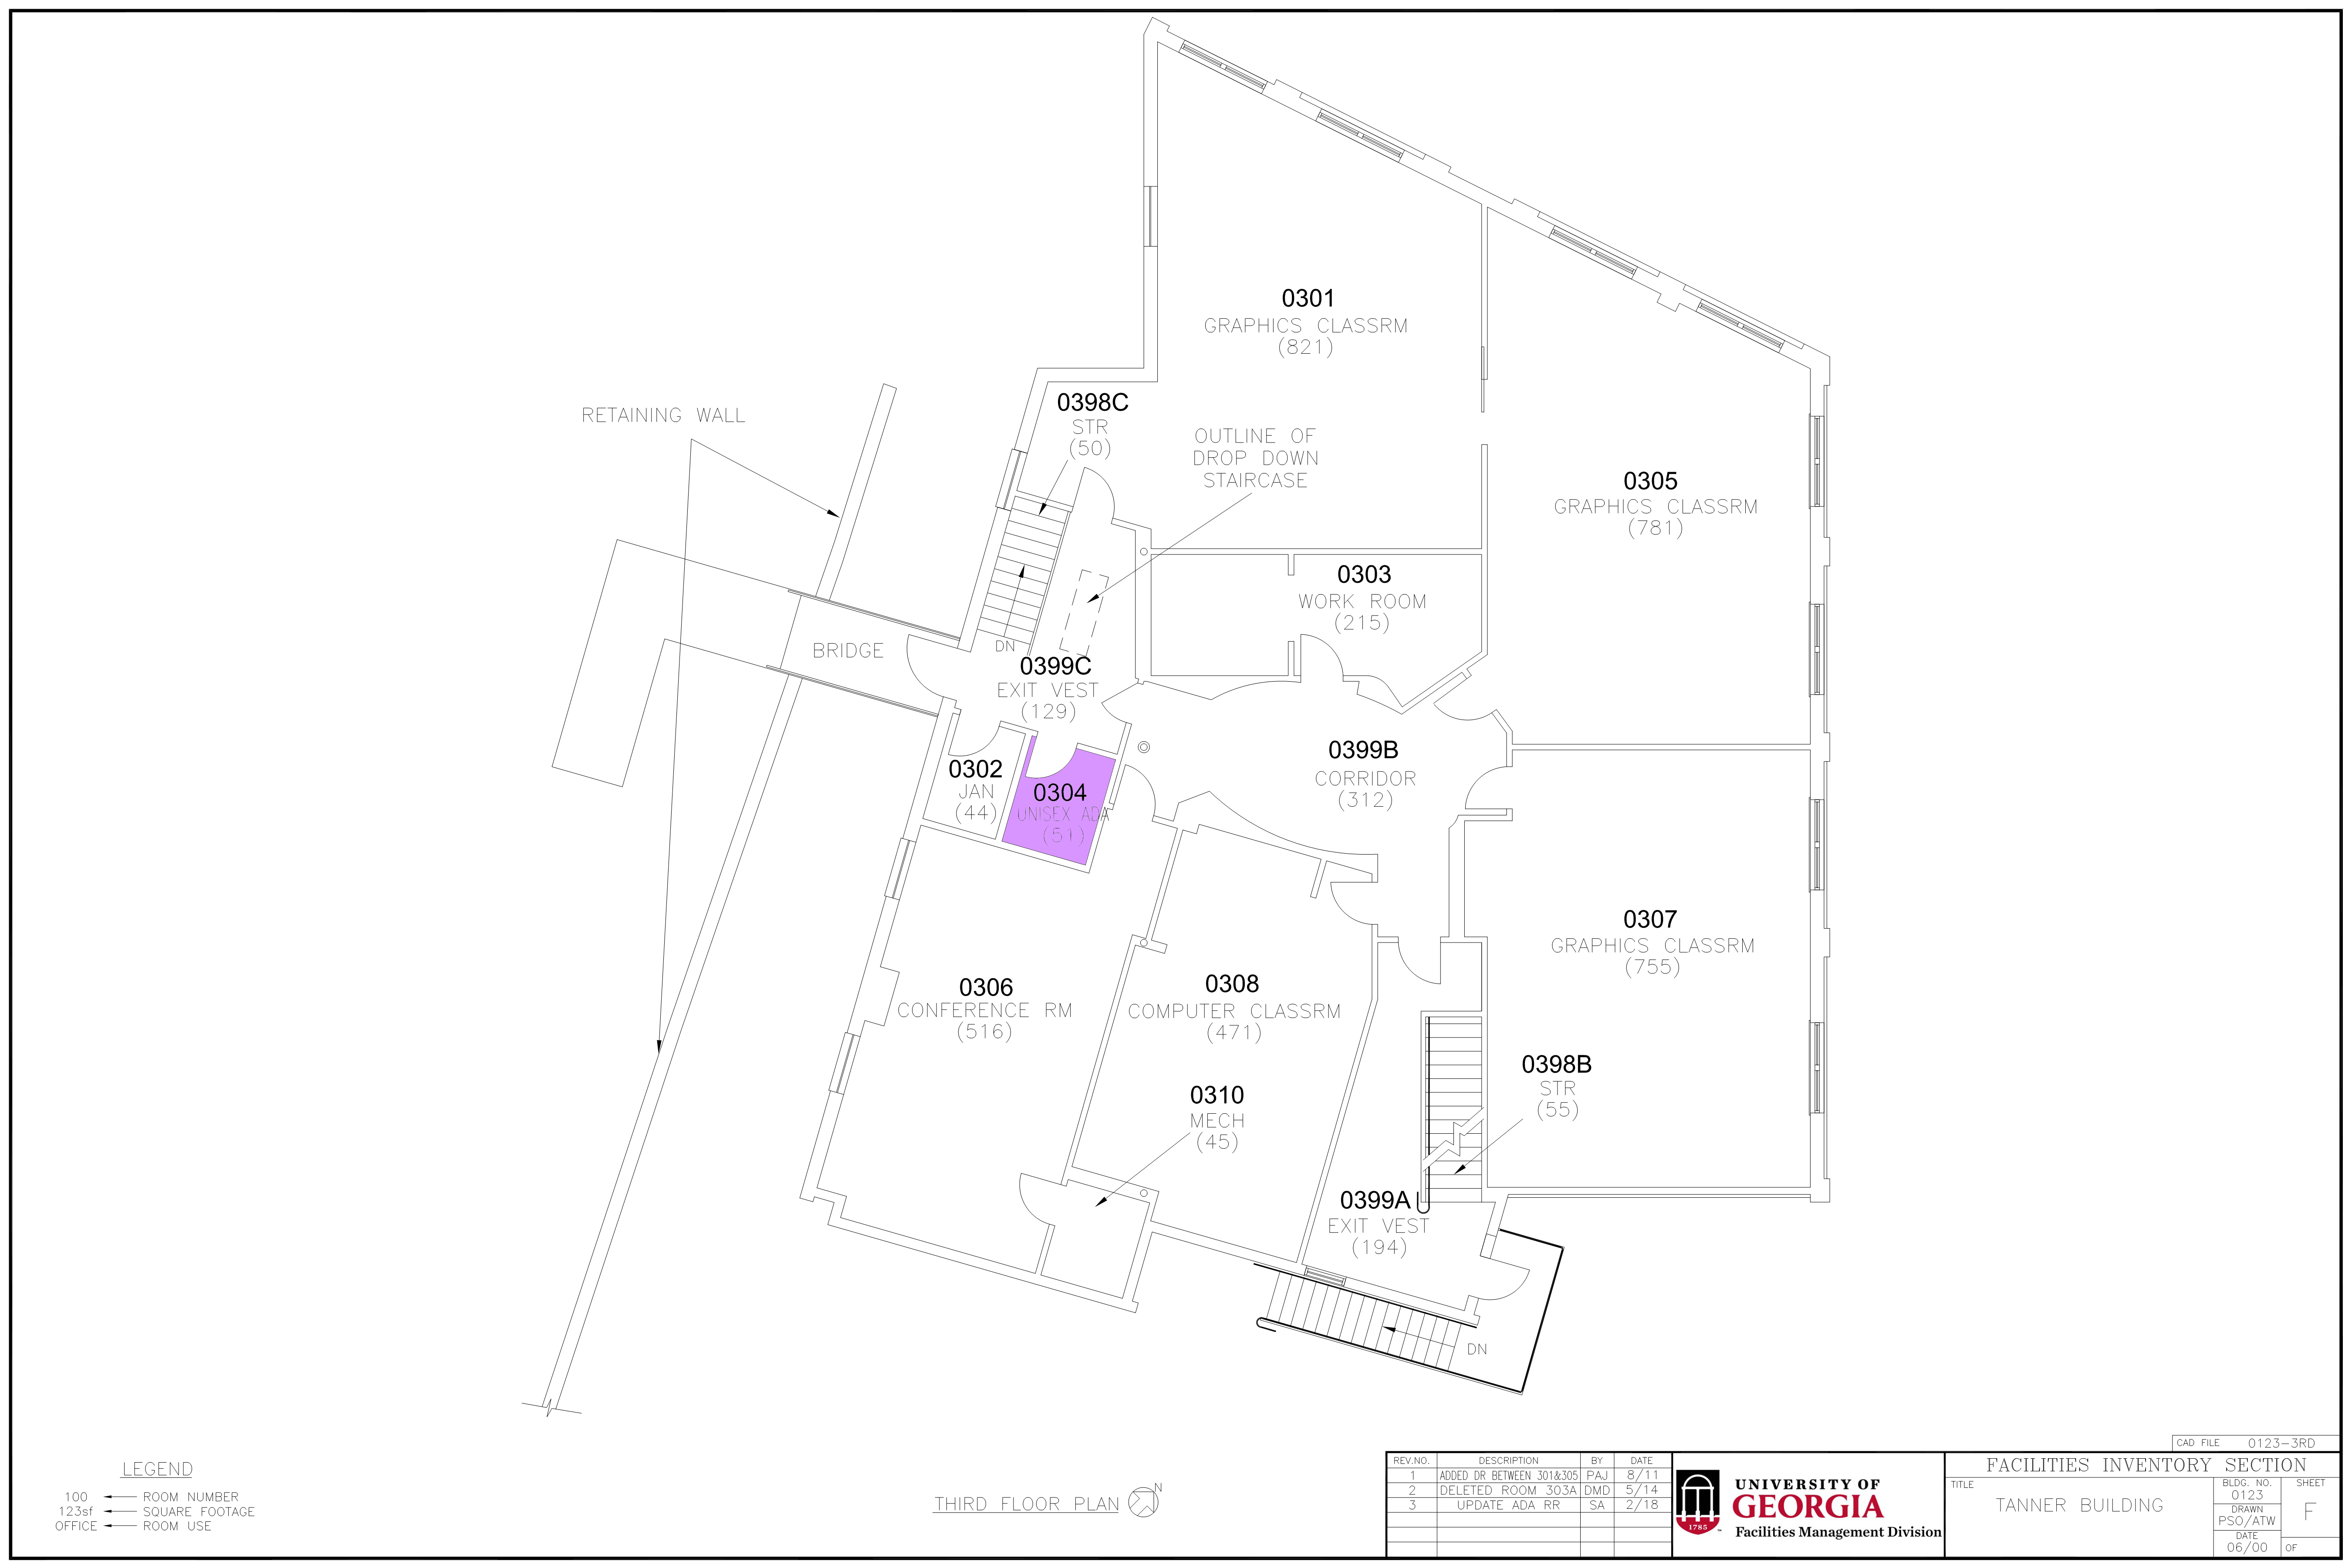 0301
GRAPHICS CLASSRM
(821)
RETAINING WALL
0398C
STR
(50)
OUTLINE OF
DROP DOWN
STAIRCASE
0305
GRAPHICS CLASSRM
(781)
0303
WORK ROOM
(215)
BRIDGE
DN
0399C
EXIT VEST
(129)
0399B
CORRIDOR
(312)
0302
JAN
(44)
0304
UNISEX ADA
(51)
0307
GRAPHICS CLASSRM
(755)
0306
CONFERENCE RM
(516)
0308
COMPUTER CLASSRM
(471)
0398B
STR
(55)
0310
MECH
(45)
0399A
EXIT VEST
(194)
DN
LEGEND
100 ROOM NUMBER
123sf SQUARE FOOTAGE
OFFICE ROOM USE
THIRD FLOOR PLAN
N
REV.NO. DESCRIPTION BY DATE
1 ADDED DR BETWEEN 301&305 PAJ 8/11
2 DELETED ROOM 303A DMD 5/14
3 UPDATE ADA RR SA 2/18
1785
UNIVERSITY OF
GEORGIA
Facilities Management Division
CAD FILE 0123-3RD
FACILITIES INVENTORY SECTION
TITLE
TANNER BUILDING
BLDG. NO.
0123
DRAWN
PSO/ATW
DATE
06/00
SHEET
F
OF